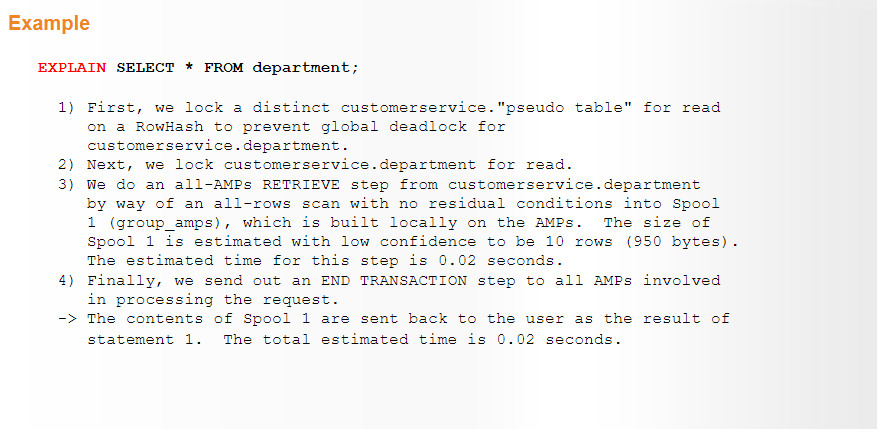 Example
EXPLAIN SELECT * FROM department;
1) First, we lock a distinct customerservice."pseudo table" for read
on a RowHash to prevent global deadlock for
customerservice.department.
2) Next, we lock customerservice.department for read.
3) We do an all-AMPs RETRIEVE step from customerservice.department
by way of an all-rows scan with no residual conditions into Spool
1 (group_amps), which is built locally on the AMPs.  The size of
Spool 1 is estimated with low confidence to be 10 rows (950 bytes).
The estimated time for this step is 0.02 seconds.
4) Finally, we send out an END TRANSACTION step to all AMPs involved
in processing the request.
-> The contents of Spool 1 are sent back to the user as the result of
statement 1.  The total estimated time is 0.02 seconds.